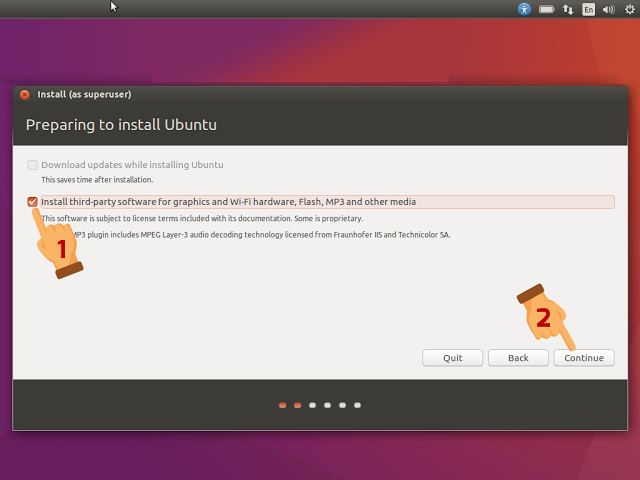 En
Install (as superuser)
Preparing to install Ubuntu
Download updates while installing Ubuntu
This saves time after installation.
Install third-party software for graphics and Wi-Fi hardware, Flash, MP3 and other media
This software is subject to license terms included with its documentation. Some is proprietary.
MP3 plugin includes MPEG Layer-3 audio decoding technology licensed from Fraunhofer IIS and Technicolor SA.
1
2
Quit
Back
Continue